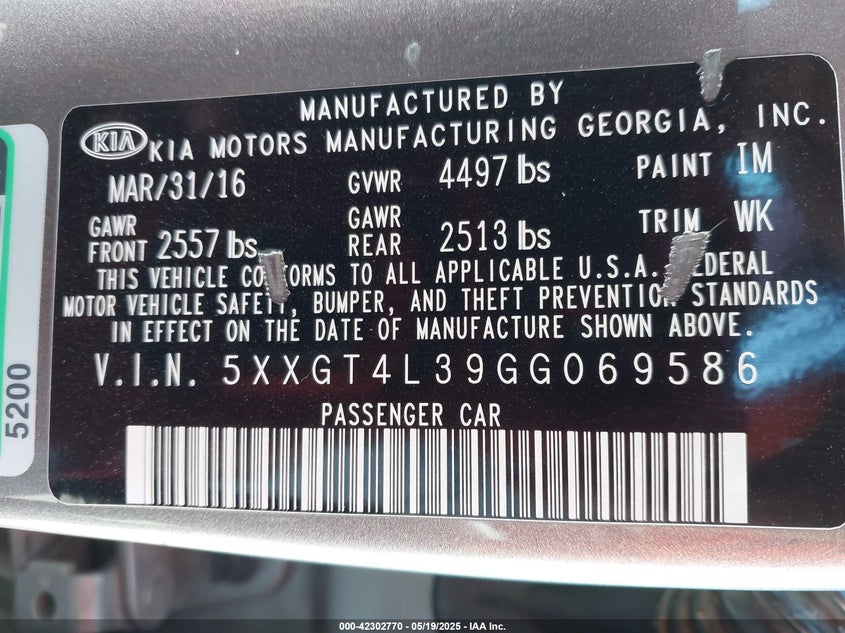 MANUFACTURED BY
KIA KIA MOTORS MANUFACTURING GEORGIA, INC.
MAR/31/16 GVWR 4497 lbs PAINT IM
GAWR FRONT 2557 lbs GAWR REAR 2513 lbs TRIM WK
THIS VEHICLE CONFORMS TO ALL APPLICABLE U.S.A. FEDERAL
MOTOR VEHICLE SAFETY, BUMPER, AND THEFT PREVENTION STANDARDS
IN EFFECT ON THE DATE OF MANUFACTURE SHOWN ABOVE.
V.I.N. 5XXGT4L39GG069586
PASSENGER CAR
5200
000-42302770 - 05/19/2025 - IAA Inc.